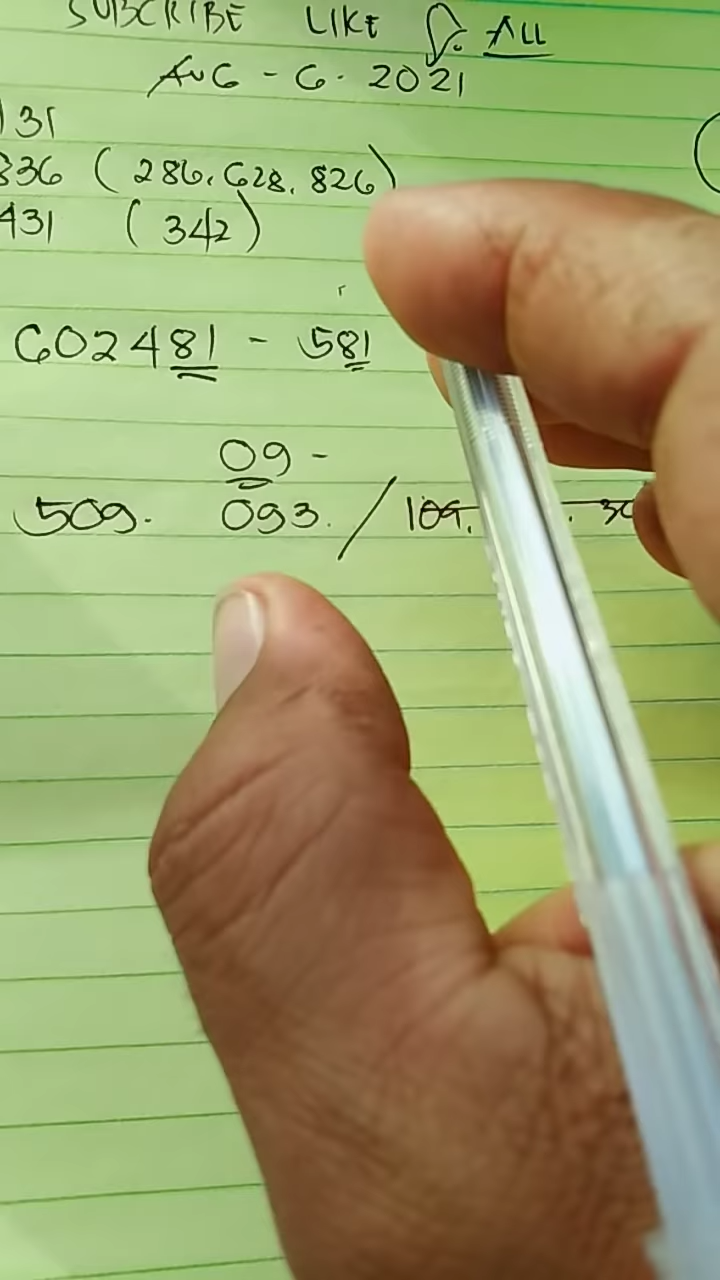 SUBCRIBE LIKE ALL
AUG - 6 - 2021
131
336 (286, 628, 826)
431 (342)
602481 - 581
09 -
509. 093. / 109.